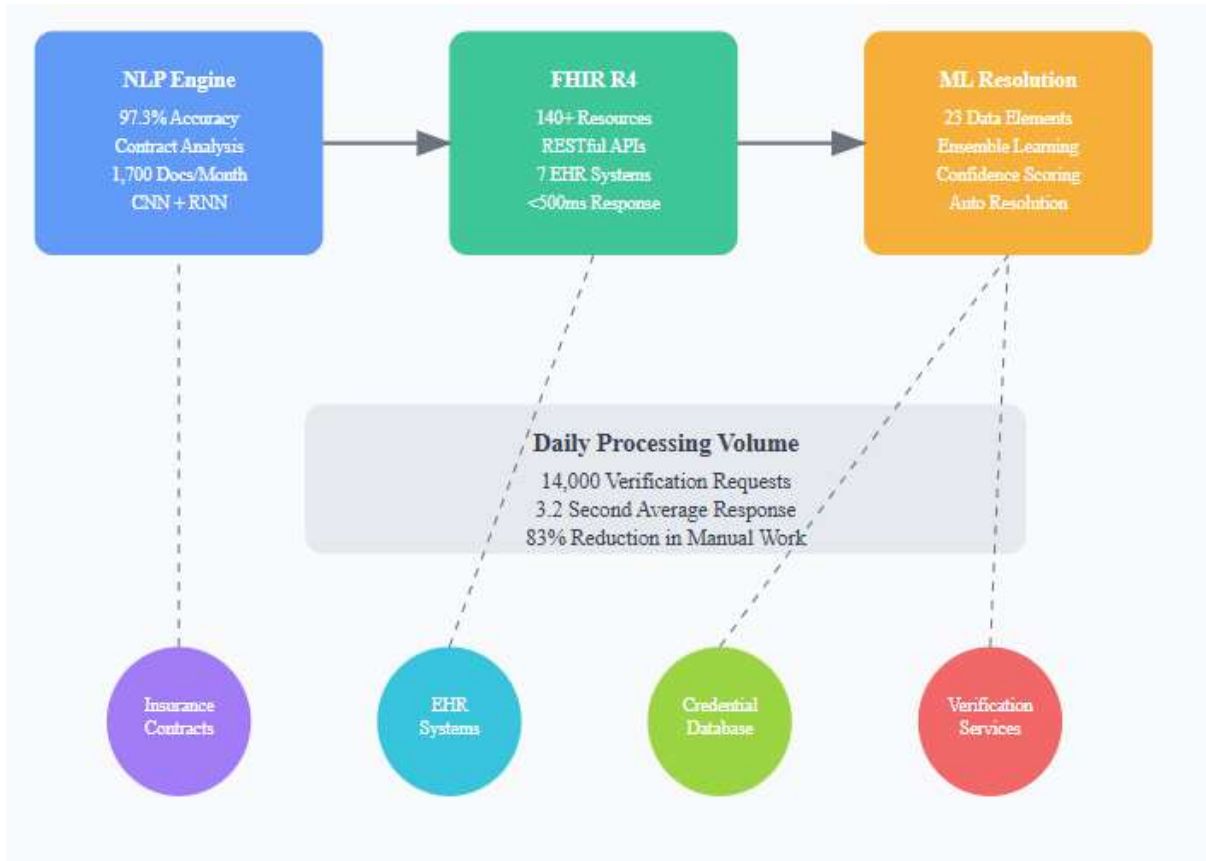 NLP Engine
97.3% Accuracy
Contract Analysis
1,700 Docs/Month
CNN + RNN
FHIR R4
140+ Resources
RESTful APIs
7 EHR Systems
<500ms Response
ML Resolution
23 Data Elements
Ensemble Learning
Confidence Scoring
Auto Resolution
Daily Processing Volume
14,000 Verification Requests
3.2 Second Average Response
83% Reduction in Manual Work
Insurance
Contracts
EHR
Systems
Credential
Database
Verification
Services